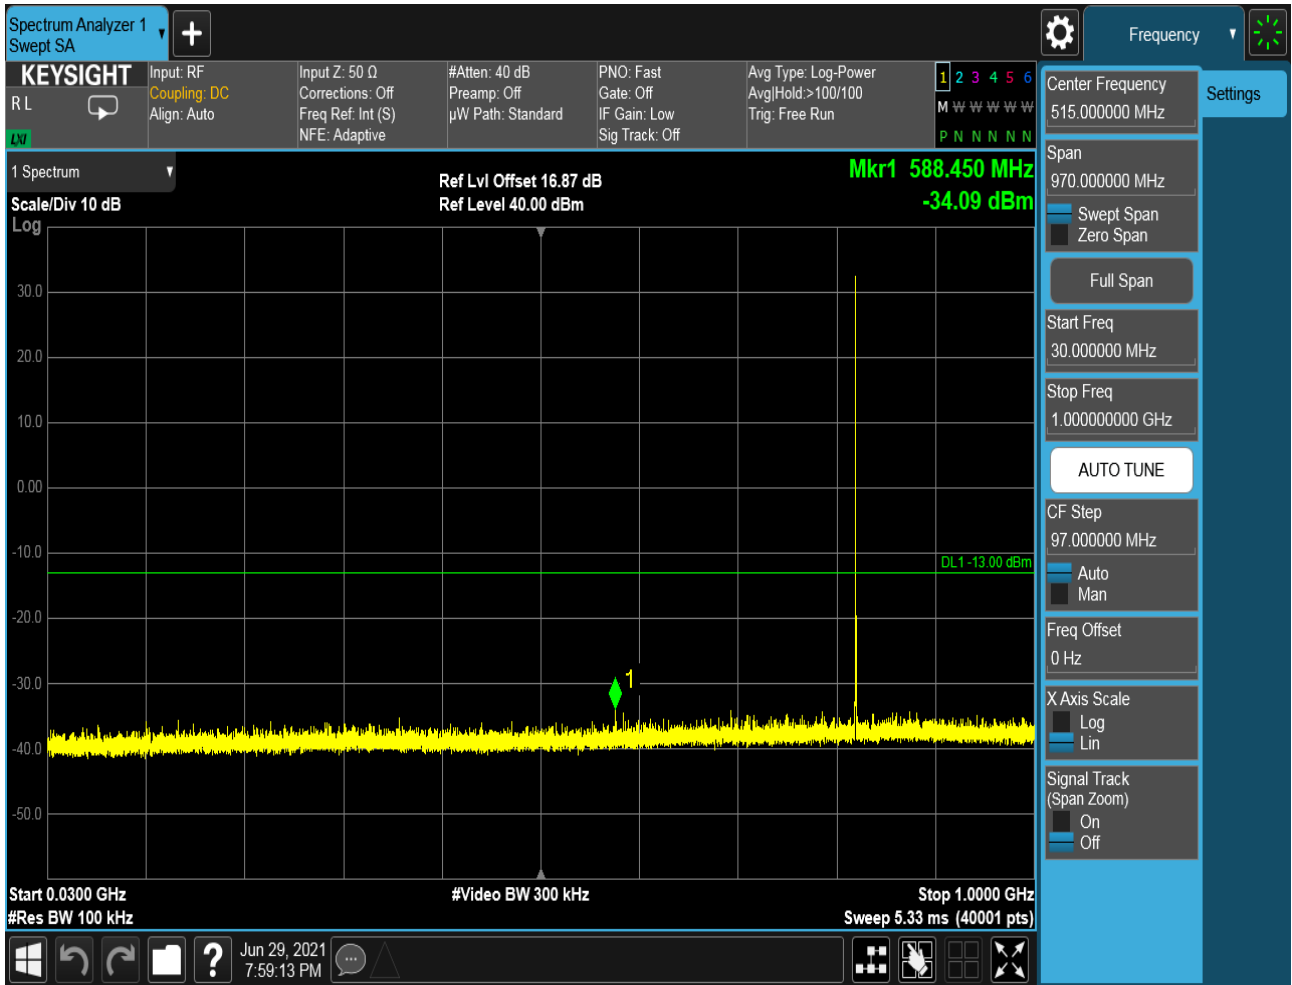 Spectrum Analyzer 1
Swept SA
Frequency
KEYSIGHT
R L
LXI
Input: RF
Coupling: DC
Align: Auto
Input Z: 50 Ω
Corrections: Off
Freq Ref: Int (S)
NFE: Adaptive
#Atten: 40 dB
Preamp: Off
µW Path: Standard
PNO: Fast
Gate: Off
IF Gain: Low
Sig Track: Off
Avg Type: Log-Power
Avg|Hold:>100/100
Trig: Free Run
1 2 3 4 5 6
M W W W W W
P N N N N N
Settings
1 Spectrum
Scale/Div 10 dB
Log
Ref Lvl Offset 16.87 dB
Ref Level 40.00 dBm
Mkr1 588.450 MHz
-34.09 dBm
30.0
20.0
10.0
0.00
-10.0
DL1 -13.00 dBm
-20.0
-30.0
1
-40.0
-50.0
Start 0.0300 GHz
#Video BW 300 kHz
Stop 1.0000 GHz
#Res BW 100 kHz
Sweep 5.33 ms (40001 pts)
Center Frequency
515.000000 MHz
Span
970.000000 MHz
Swept Span
Zero Span
Full Span
Start Freq
30.000000 MHz
Stop Freq
1.000000000 GHz
AUTO TUNE
CF Step
97.000000 MHz
Auto
Man
Freq Offset
0 Hz
X Axis Scale
Log
Lin
Signal Track
(Span Zoom)
On
Off
?
Jun 29, 2021
7:59:13 PM